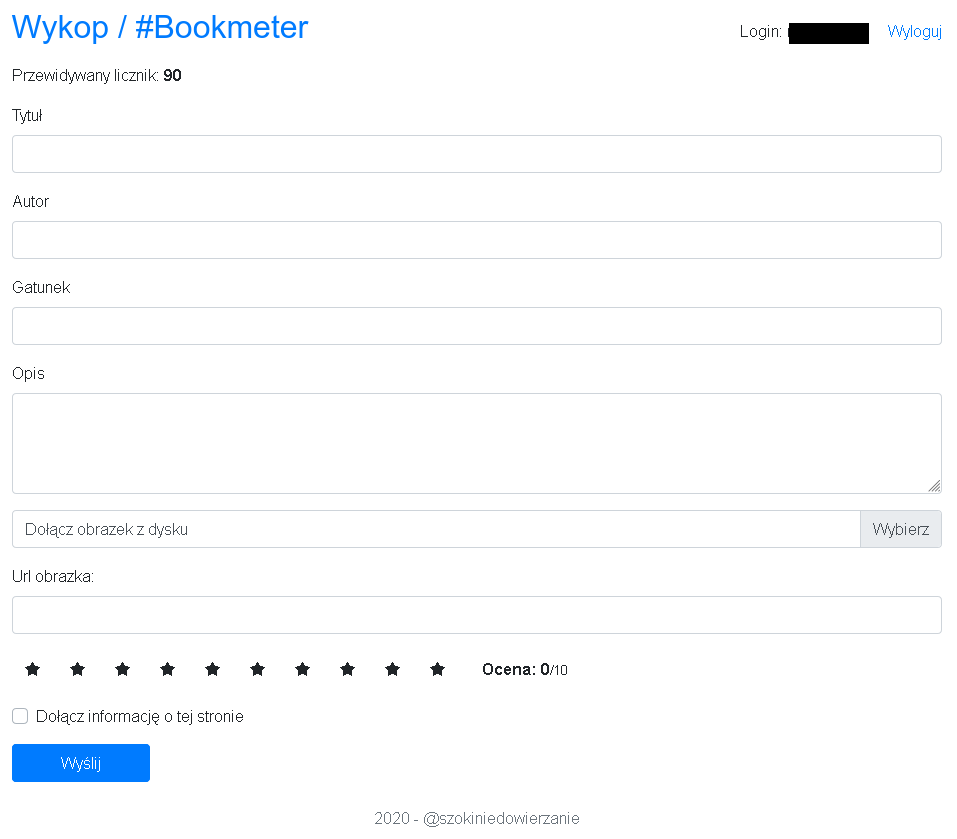 Wykop / #Bookmeter
Login: Wyloguj
Przewidywany licznik: 90
Tytuł
Autor
Gatunek
Opis
Dołącz obrazek z dysku Wybierz
Url obrazka:
Ocena: 0/10
Dołącz informację o tej stronie
Wyślij
2020 - @szokiniedowierzanie